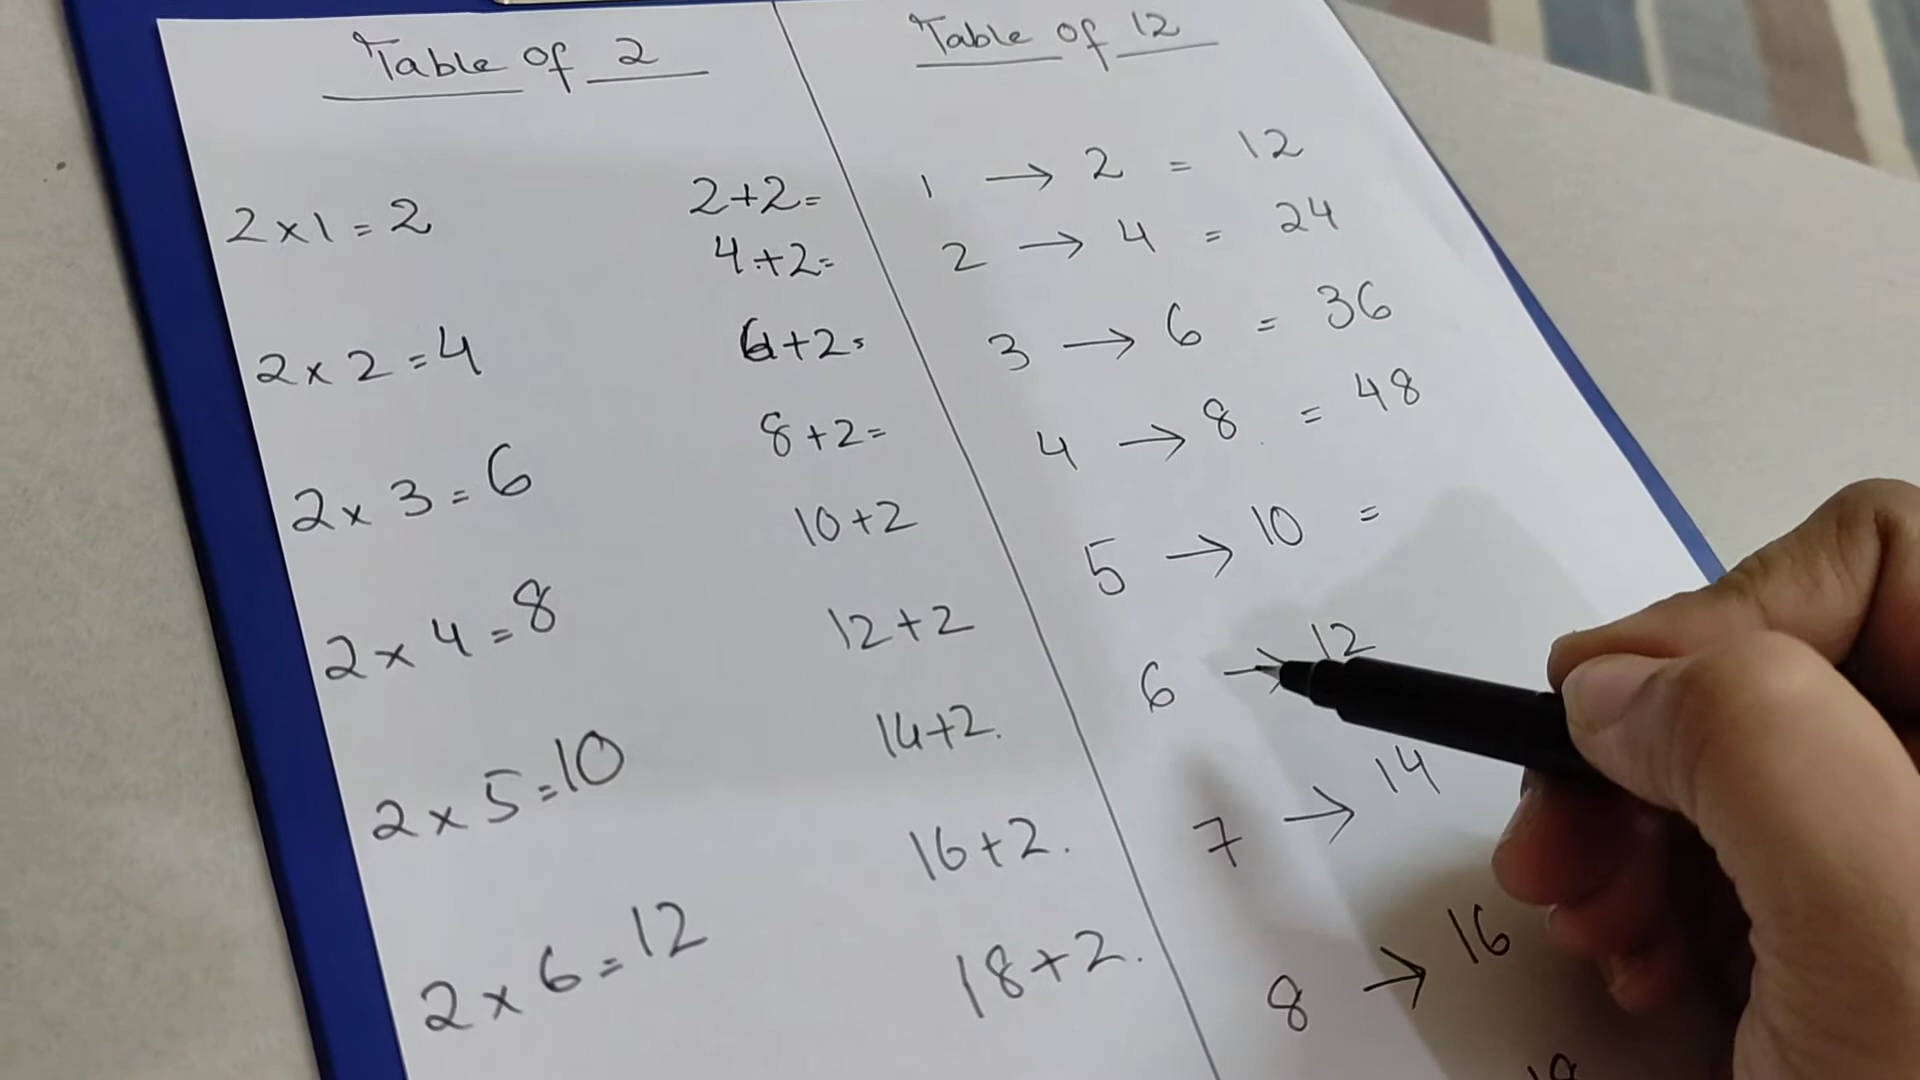 Table of 2
2 x 1 = 2
2 x 2 = 4
2 x 3 = 6
2 x 4 = 8
2 x 5 = 10
2 x 6 = 12
2+2=
4+2=
6+2=
8+2=
10+2
12+2
14+2.
16+2.
18+2.
Table of 12
1 → 2 = 12
2 → 4 = 24
3 → 6 = 36
4 → 8 = 48
5 → 10 =
6 → 12
7 → 14
8 → 16